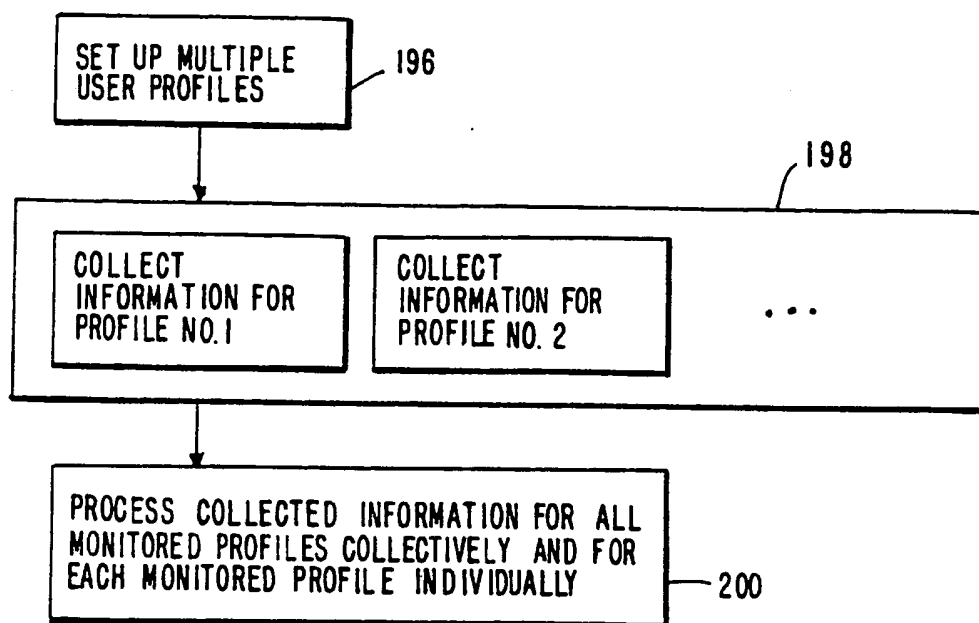 SET UP MULTIPLE
USER PROFILES
196
198
COLLECT
INFORMATION FOR
PROFILE NO. 1
COLLECT
INFORMATION FOR
PROFILE NO. 2
...
PROCESS COLLECTED INFORMATION FOR ALL
MONITORED PROFILES COLLECTIVELY AND FOR
EACH MONITORED PROFILE INDIVIDUALLY
200